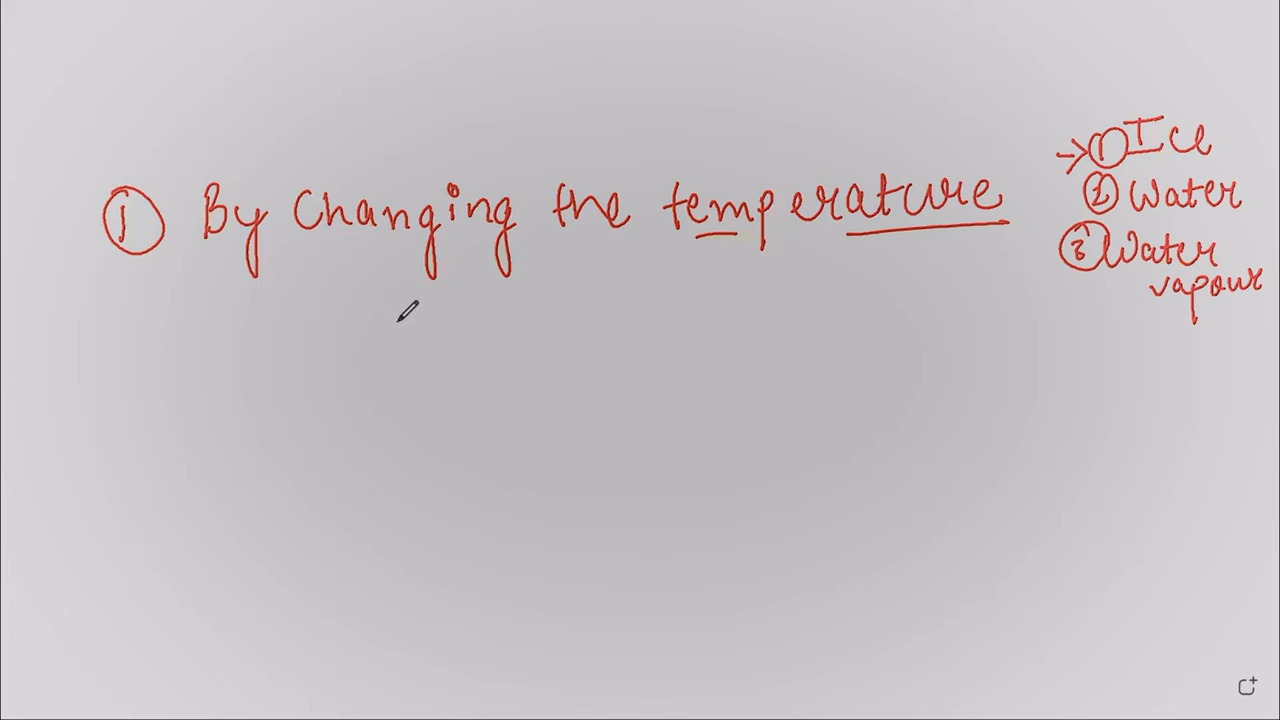 ① By Changing the temperature
→ ① Ice
② Water
③ Water
vapour